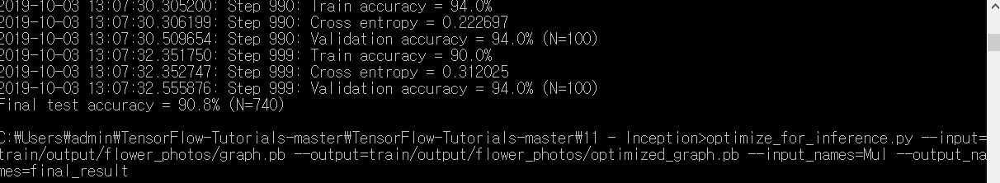 2019-10-03 13:07:30.305200: Step 990: Train accuracy = 94.0%
2019-10-03 13:07:30.306199: Step 990: Cross entropy = 0.222697
2019-10-03 13:07:30.509654: Step 990: Validation accuracy = 94.0% (N=100)
2019-10-03 13:07:32.351750: Step 999: Train accuracy = 90.0%
2019-10-03 13:07:32.352747: Step 999: Cross entropy = 0.312025
2019-10-03 13:07:32.555876: Step 999: Validation accuracy = 94.0% (N=100)
Final test accuracy = 90.8% (N=740)
C:₩Users₩admin₩TensorFlow-Tutorials-master₩TensorFlow-Tutorials-master₩11 - Inception>optimize_for_inference.py --input=
train/output/flower_photos/graph.pb --output=train/output/flower_photos/optimized_graph.pb --input_names=Mul --output_na
mes=final_result